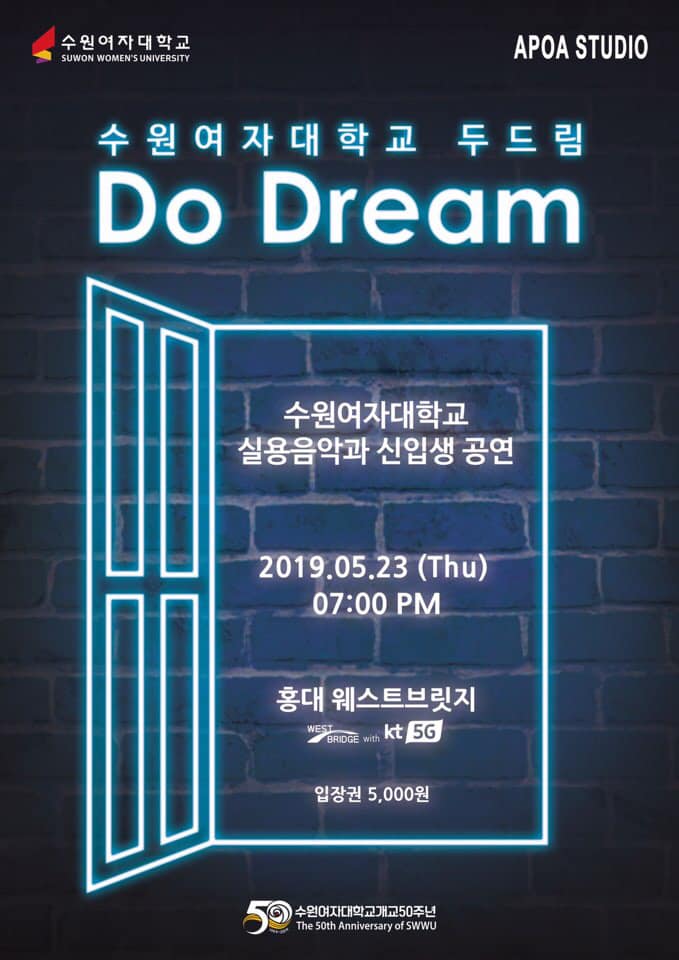 수원여자대학교
SUWON WOMEN'S UNIVERSITY
APOA STUDIO
수원여자대학교 두드림
Do Dream
수원여자대학교
실용음악과 신입생 공연
2019.05.23 (Thu)
07:00 PM
홍대 웨스트브릿지
WEST BRIDGE with kt 5G
입장권 5,000원
50 수원여자대학교개교50주년
The 50th Anniversary of SWWU